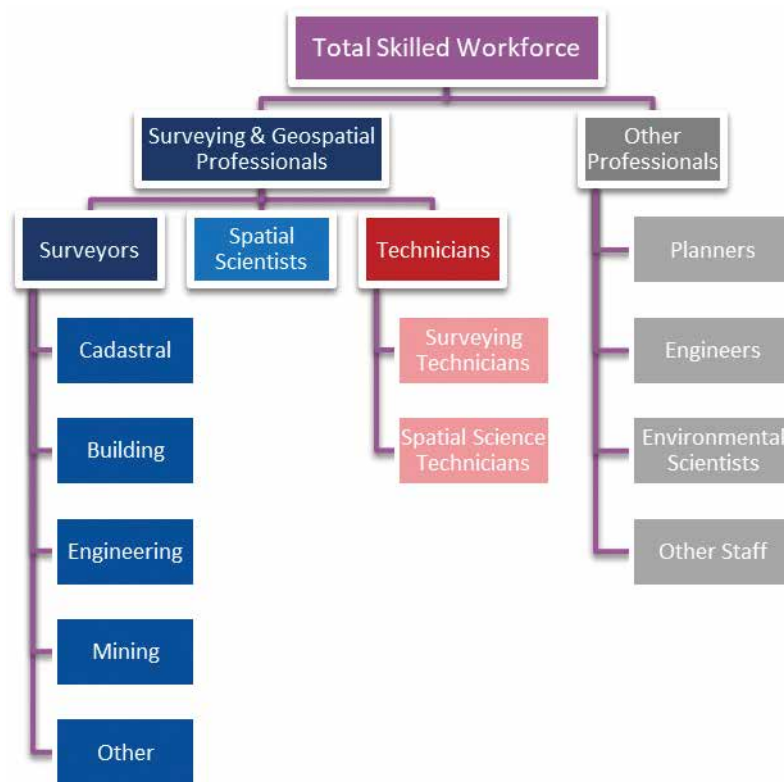 Total Skilled Workforce
Surveying & Geospatial
Professionals
Other
Professionals
Surveyors
Spatial
Scientists
Technicians
Planners
Cadastral
Surveying
Technicians
Engineers
Building
Spatial Science
Technicians
Environmental
Scientists
Engineering
Other Staff
Mining
Other